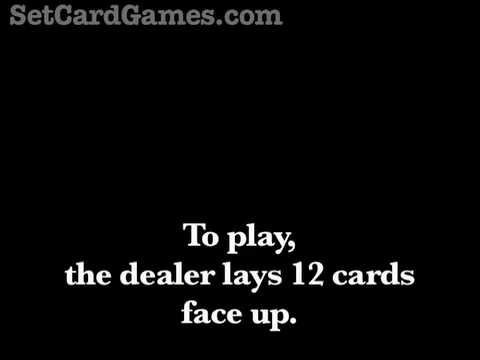 SetCardGames.com
To play,
the dealer lays 12 cards
face up.